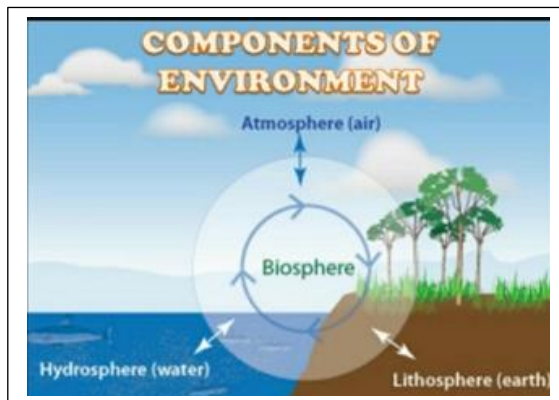 COMPONENTS OF
ENVIRONMENT
Atmosphere (air)
Biosphere
Hydrosphere (water)
Lithosphere (earth)